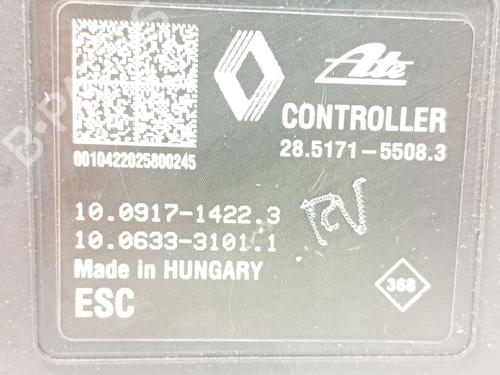 Ate
CONTROLLER
28.5171-5508.3
0010422025800245
10.0917-1422.3
10.0633-3101.1
Made in HUNGARY
ESC
368